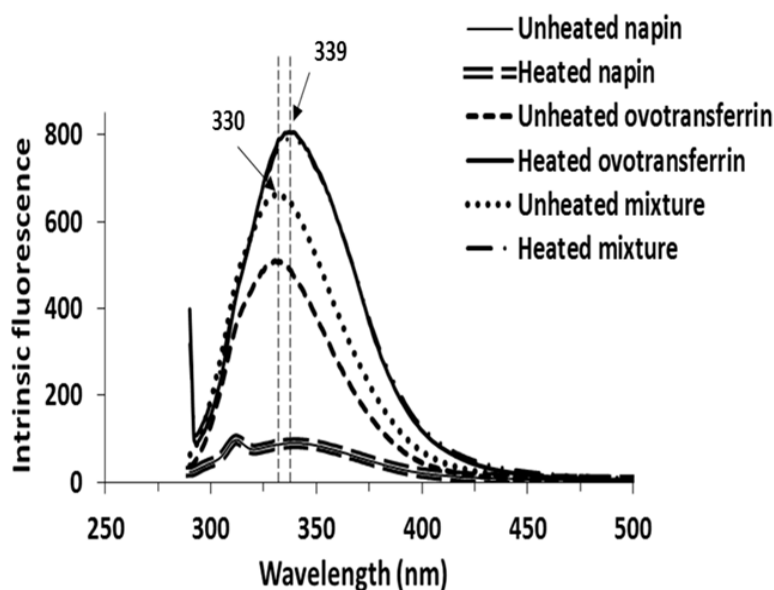 339
330
Unheated napin
Heated napin
Unheated ovotransferrin
Heated ovotransferrin
Unheated mixture
Heated mixture
Intrinsic fluorescence
800
600
400
200
0
250 300 350 400 450 500
Wavelength (nm)